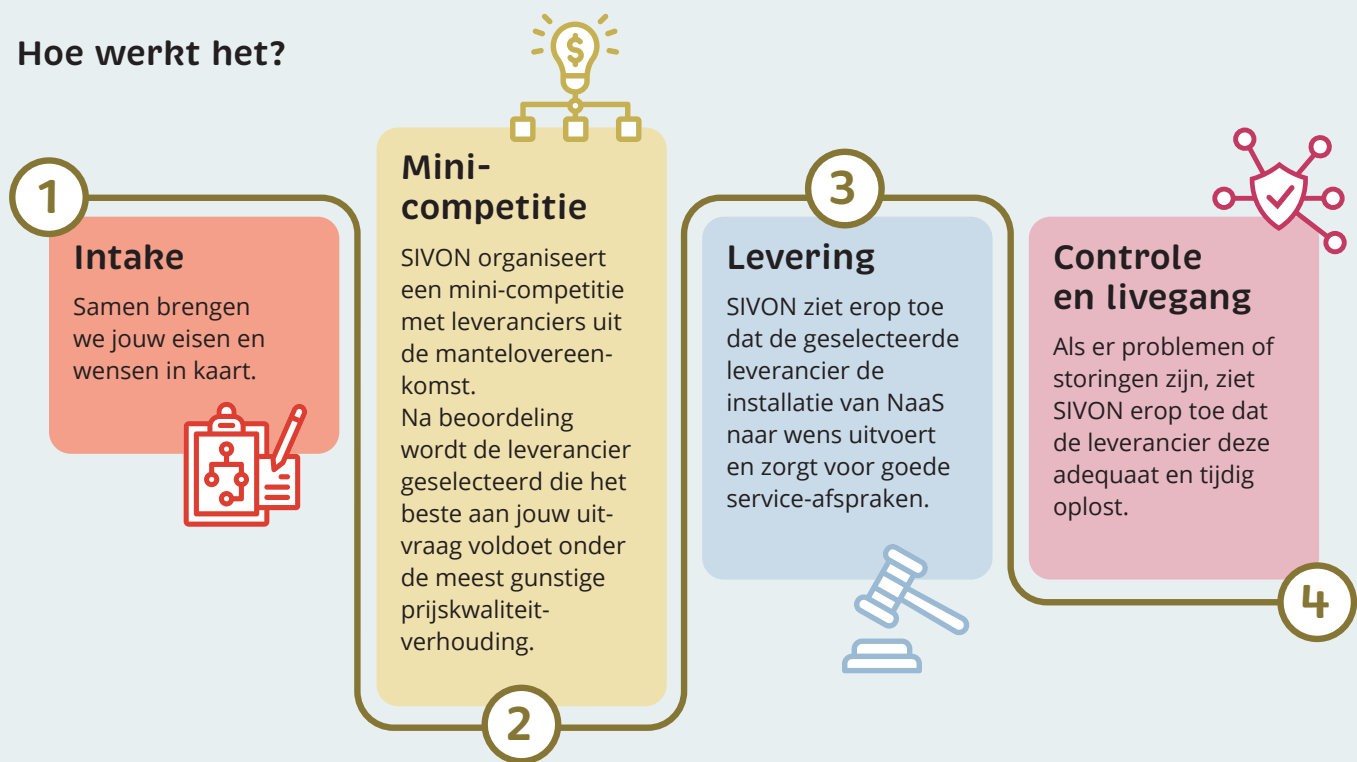 Hoe werkt het?
1
Intake
Samen brengen
we jouw eisen en
wensen in kaart.
$
Mini-
competitie
SIVON organiseert
een mini-competitie
met leveranciers uit
de mantelovereen-
komst.
Na beoordeling
wordt de leverancier
geselecteerd die het
beste aan jouw uit-
vraag voldoet onder
de meest gunstige
prijskwaliteit-
verhouding.
2
3
Levering
SIVON ziet erop toe
dat de geselecteerde
leverancier de
installatie van NaaS
naar wens uitvoert
en zorgt voor goede
service-afspraken.
Controle
en livegang
Als er problemen of
storingen zijn, ziet
SIVON erop toe dat
de leverancier deze
adequaat en tijdig
oplost.
4